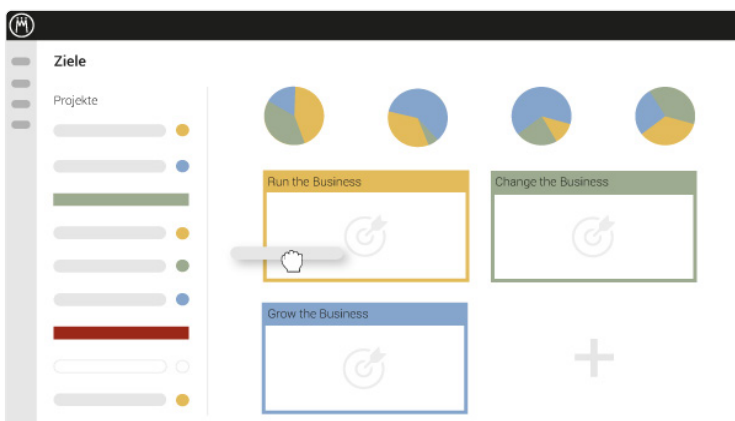 Ziele
Projekte
Run the Business
Change the Business
Grow the Business